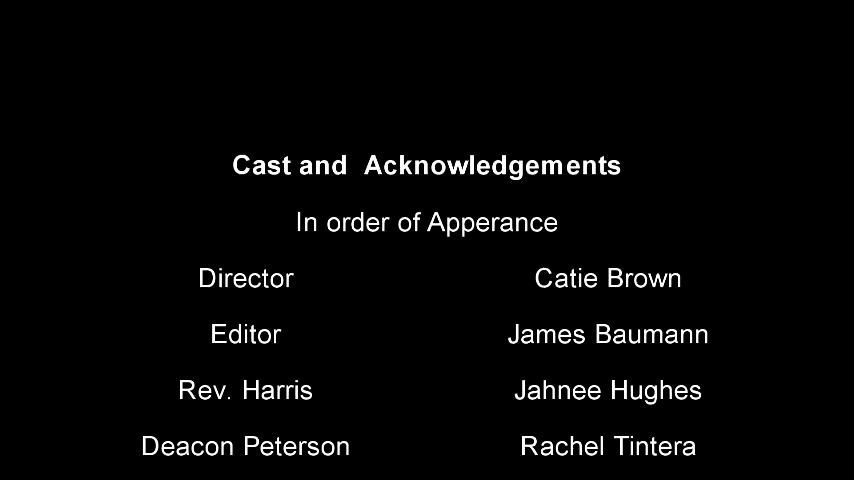 Cast and  Acknowledgements
In order of Apperance
Director Catie Brown
Editor James Baumann
Rev. Harris Jahnee Hughes
Deacon Peterson Rachel Tintera